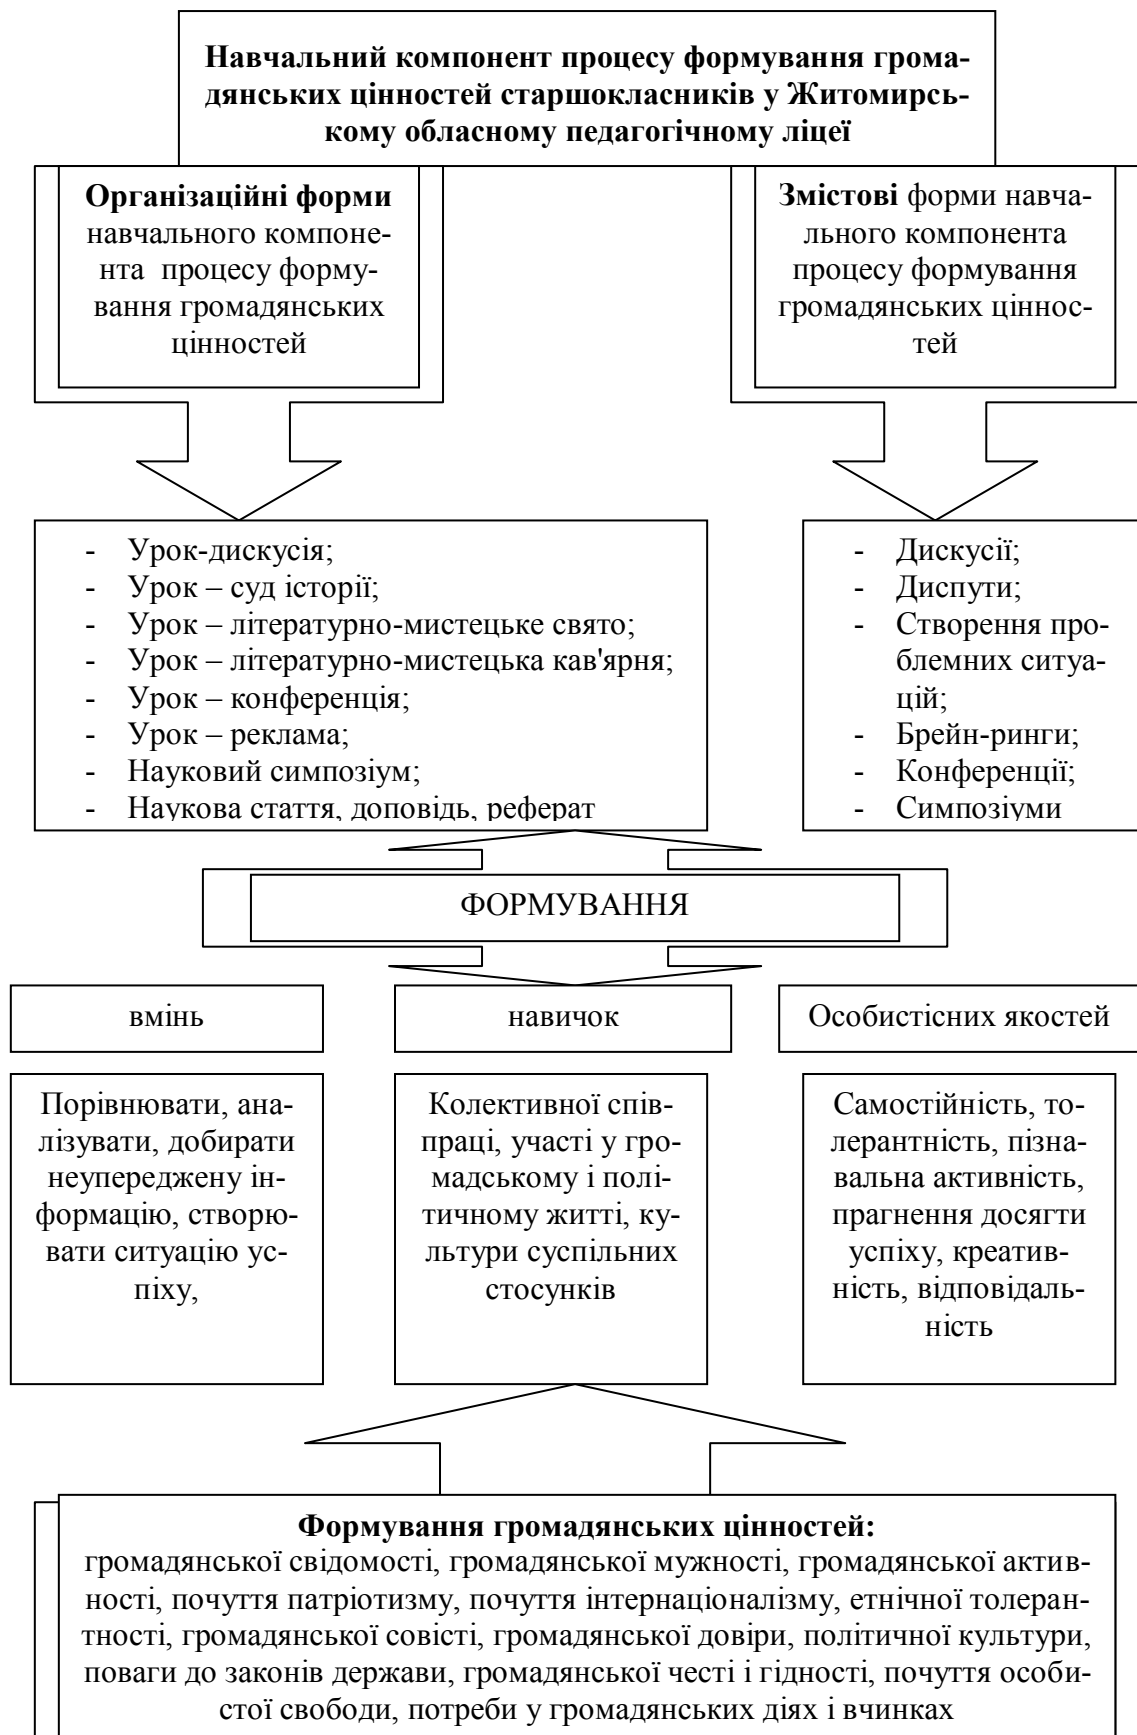 Навчальний компонент процесу формування грома-
дянських цінностей старшокласників у Житомирсь-
кому обласному педагогічному ліцеї
Організаційні форми
навчального компоне-
нта процесу форму-
вання громадянських
цінностей
Змістові форми навча-
льного компонента
процесу формування
громадянських ціннос-
тей
- Урок-дискусія;
- Урок – суд історії;
- Урок – літературно-мистецьке свято;
- Урок – літературно-мистецька кав'ярня;
- Урок – конференція;
- Урок – реклама;
- Науковий симпозіум;
- Наукова стаття, доповідь, реферат
- Дискусії;
- Диспути;
- Створення про-
блемних ситуа-
цій;
- Брейн-ринги;
- Конференції;
- Симпозіуми
ФОРМУВАННЯ
вмінь
навичок
Особистісних якостей
Порівнювати, ана-
лізувати, добирати
неупереджену ін-
формацію, створю-
вати ситуацію ус-
піху,
Колективної спів-
праці, участі у гро-
мадському і полі-
тичному житті, ку-
льтури суспільних
стосунків
Самостійність, то-
лерантність, пізна-
вальна активність,
прагнення досягти
успіху, креатив-
ність, відповідаль-
ність
Формування громадянських цінностей:
громадянської свідомості, громадянської мужності, громадянської актив-
ності, почуття патріотизму, почуття інтернаціоналізму, етнічної толеран-
тності, громадянської совісті, громадянської довіри, політичної культури,
поваги до законів держави, громадянської честі і гідності, почуття особи-
стої свободи, потреби у громадянських діях і вчинках